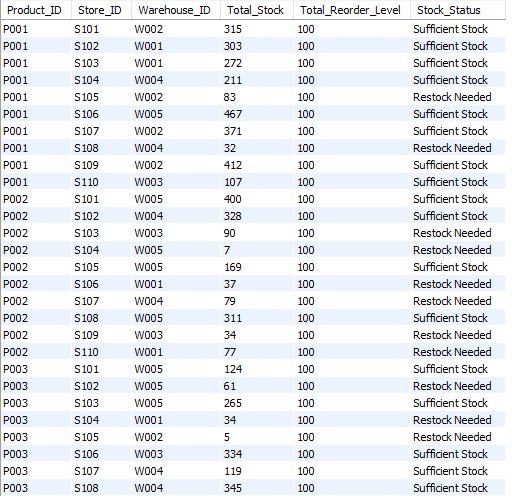 Product_ID Store_ID Warehouse_ID Total_Stock Total_Reorder_Level Stock_Status
P001 S101 W002 315 100 Sufficient Stock
P001 S102 W001 303 100 Sufficient Stock
P001 S103 W001 272 100 Sufficient Stock
P001 S104 W004 211 100 Sufficient Stock
P001 S105 W002 83 100 Restock Needed
P001 S106 W005 467 100 Sufficient Stock
P001 S107 W002 371 100 Sufficient Stock
P001 S108 W004 32 100 Restock Needed
P001 S109 W002 412 100 Sufficient Stock
P001 S110 W003 107 100 Sufficient Stock
P002 S101 W005 400 100 Sufficient Stock
P002 S102 W004 328 100 Sufficient Stock
P002 S103 W003 90 100 Restock Needed
P002 S104 W005 7 100 Restock Needed
P002 S105 W005 169 100 Sufficient Stock
P002 S106 W001 37 100 Restock Needed
P002 S107 W004 79 100 Restock Needed
P002 S108 W005 311 100 Sufficient Stock
P002 S109 W003 34 100 Restock Needed
P002 S110 W001 77 100 Restock Needed
P003 S101 W005 124 100 Sufficient Stock
P003 S102 W005 61 100 Restock Needed
P003 S103 W005 265 100 Sufficient Stock
P003 S104 W001 34 100 Restock Needed
P003 S105 W002 5 100 Restock Needed
P003 S106 W003 334 100 Sufficient Stock
P003 S107 W004 119 100 Sufficient Stock
P003 S108 W004 345 100 Sufficient Stock